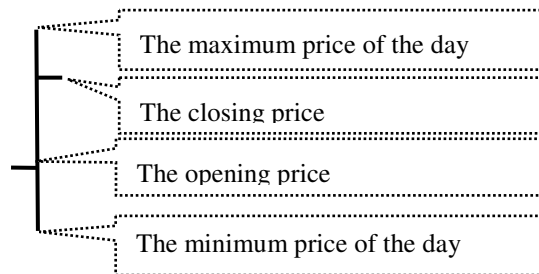 The maximum price of the day
The closing price
The opening price
The minimum price of the day